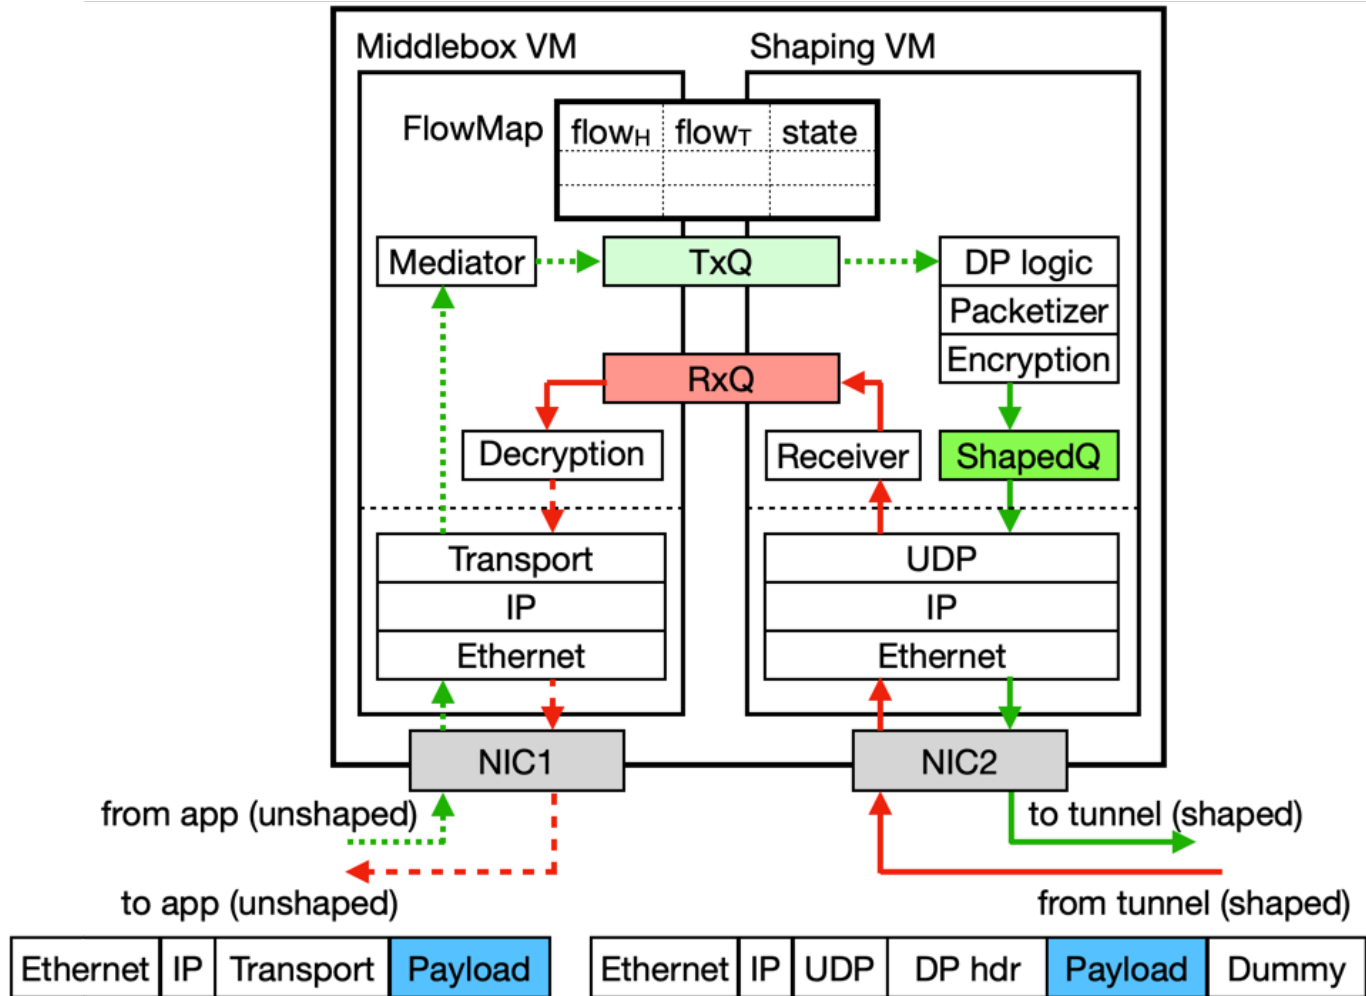 Middlebox VM
Shaping VM
FlowMap
flowH flowT state
Mediator
TxQ
DP logic
Packetizer
Encryption
RxQ
Decryption
Receiver
ShapedQ
Transport
IP
Ethernet
UDP
IP
Ethernet
NIC1
NIC2
from app (unshaped)
to tunnel (shaped)
to app (unshaped)
from tunnel (shaped)
Ethernet IP Transport Payload
Ethernet IP UDP DP hdr Payload Dummy